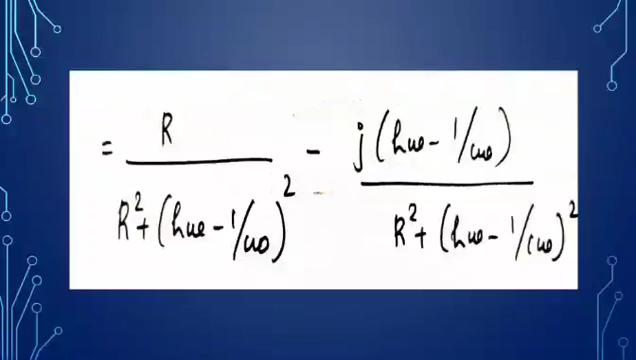 = R / R² + (Lω - 1/cω)² - j(Lω - 1/cω) / R² + (Lω - 1/cω)²